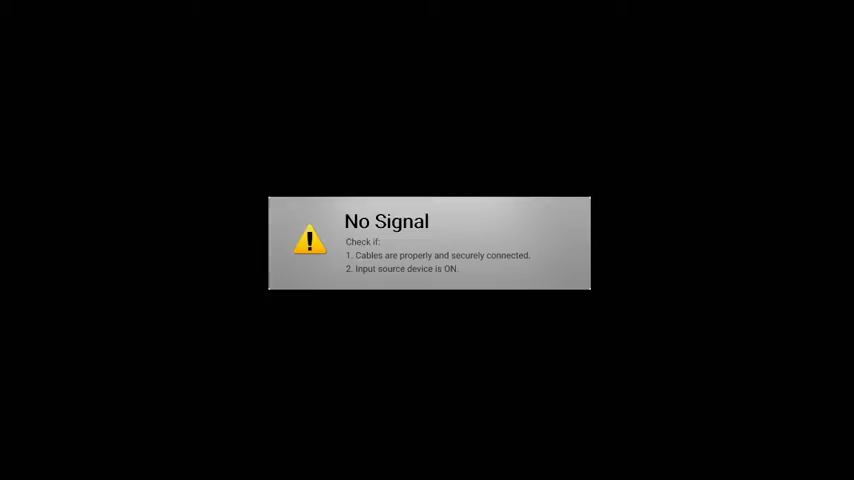 No Signal
Check if:
1. Cables are properly and securely connected.
2. Input source device is ON.